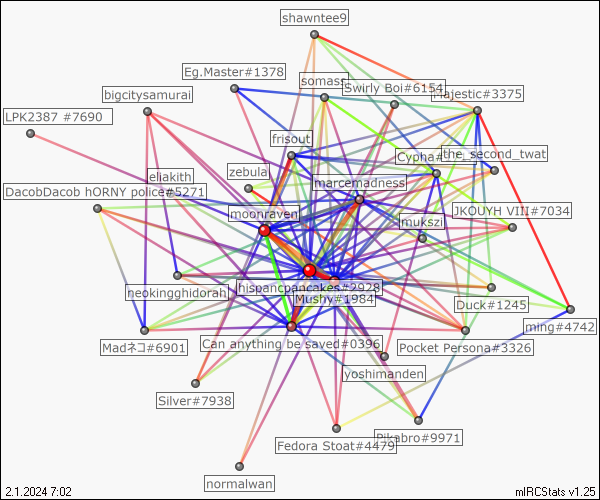 shawntee9
Eg.Master#1378
somass
Swirly Boi#6154
Majestic#3375
bigcitysamurai
LPK2387 #7690
frisout
Cypha#
the_second_twat
eliakith
zebula
marcemadness
DacobDacob hORNY police#5271
moonraven
JKOUYH VIII#7034
mukszi
neokingghidorah
hispancpancakes#2928
Mushy#1984
Duck#1245
ming#4742
Madネコ#6901
Can anything be saved#0396
Pocket Persona#3326
yoshimanden
Silver#7938
Fedora Stoat#4479
Pikabro#9971
normalwan
2.1.2024 7:02
mIRCStats v1.25